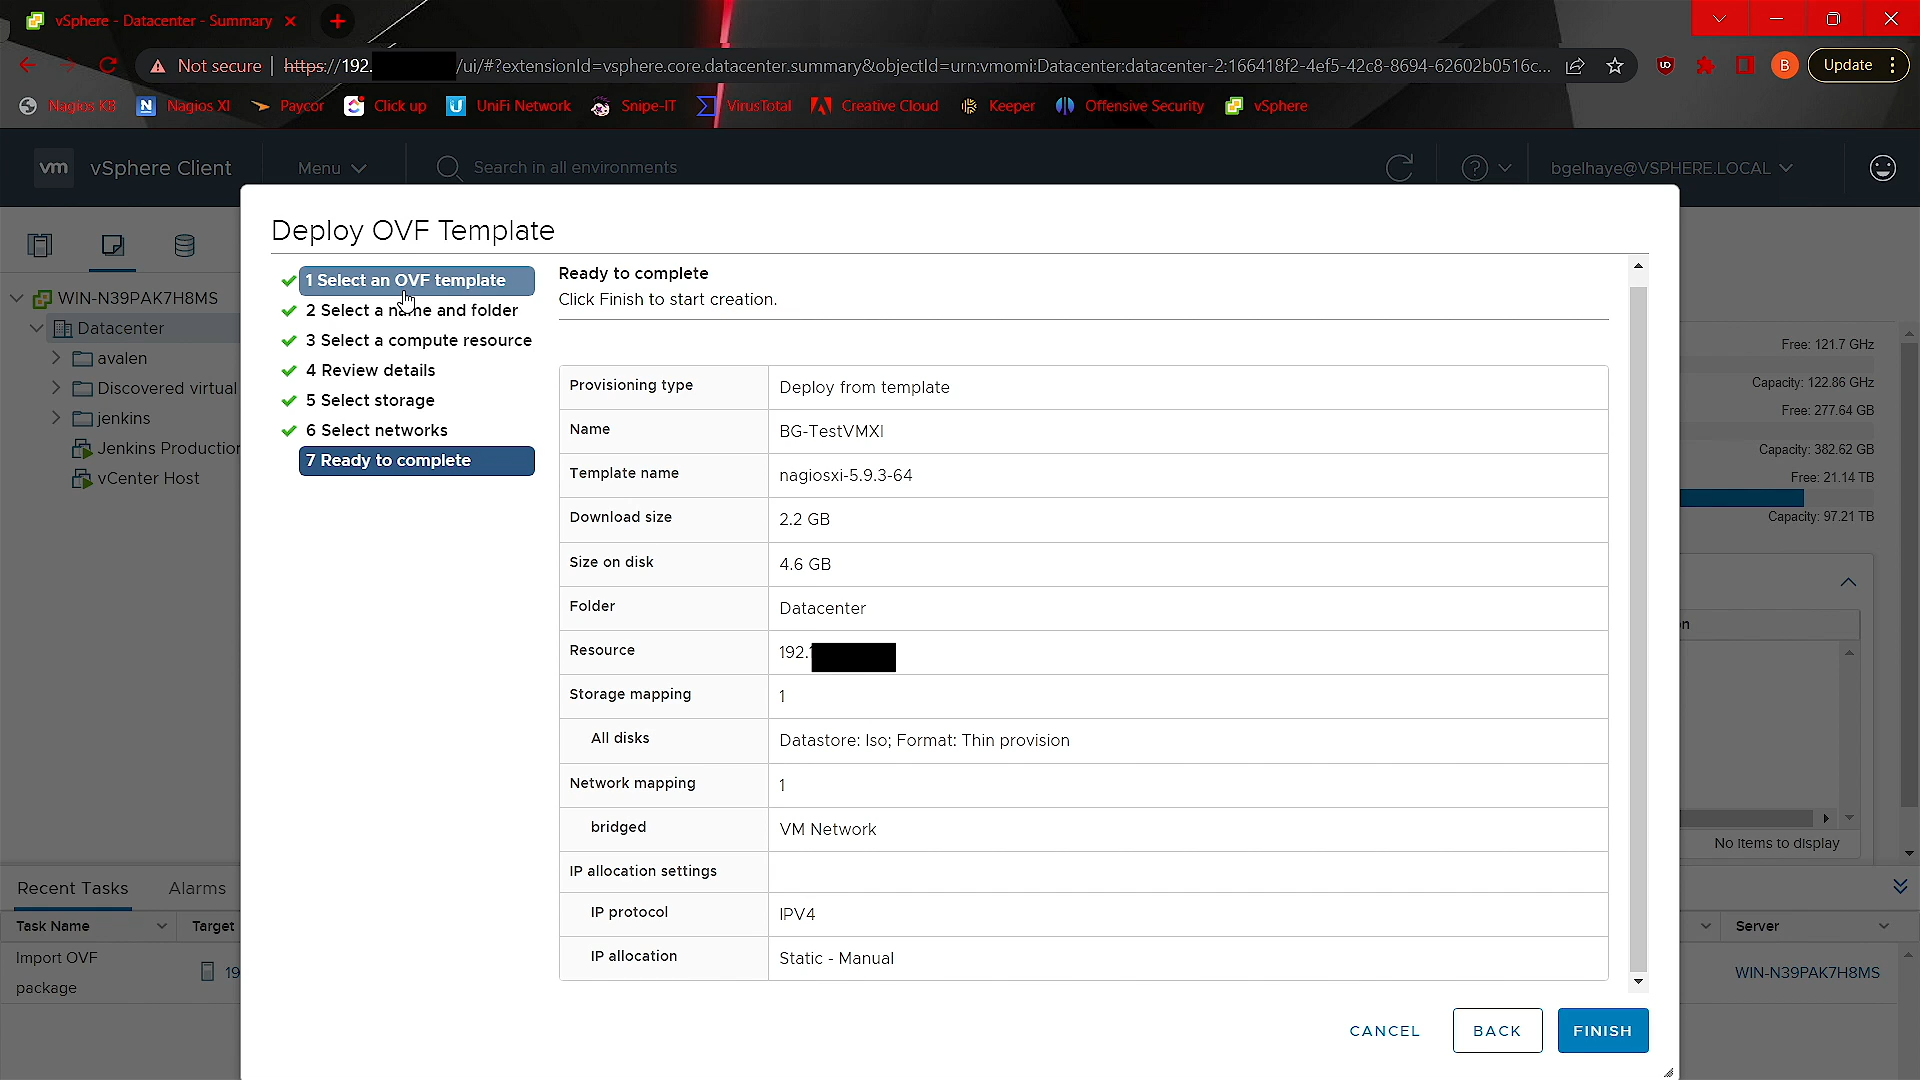 vSphere - Datacenter - Summary
Not secure
https://192.
/ui/#?extensionId=vsphere.core.datacenter.summary&objectId=urn:vmomi:Datacenter:datacenter-2:166418f2-4ef5-42c8-8694-62602b0516c...
B
Update
Nagios K8
Nagios XI
Paycor
Click up
UniFi Network
Snipe-IT
VirusTotal
Creative Cloud
Keeper
Offensive Security
vSphere
vm
vSphere Client
Menu
Search in all environments
bgelhaye@VSPHERE.LOCAL
Deploy OVF Template
1 Select an OVF template
2 Select a name and folder
3 Select a compute resource
4 Review details
5 Select storage
6 Select networks
7 Ready to complete
Ready to complete
Click Finish to start creation.
Provisioning type
Deploy from template
Name
BG-TestVMXI
Template name
nagiosxi-5.9.3-64
Download size
2.2 GB
Size on disk
4.6 GB
Folder
Datacenter
Resource
192.
Storage mapping
1
All disks
Datastore: Iso; Format: Thin provision
Network mapping
1
bridged
VM Network
IP allocation settings
IP protocol
IPV4
IP allocation
Static - Manual
CANCEL
BACK
FINISH
WIN-N39PAK7H8MS
Datacenter
avalen
Discovered virtual
jenkins
Jenkins Production
vCenter Host
Free: 121.7 GHz
Capacity: 122.86 GHz
Free: 277.64 GB
Capacity: 382.62 GB
Free: 21.14 TB
Capacity: 97.21 TB
No items to display
Recent Tasks
Alarms
Task Name
Target
Server
Import OVF
package
19
WIN-N39PAK7H8MS